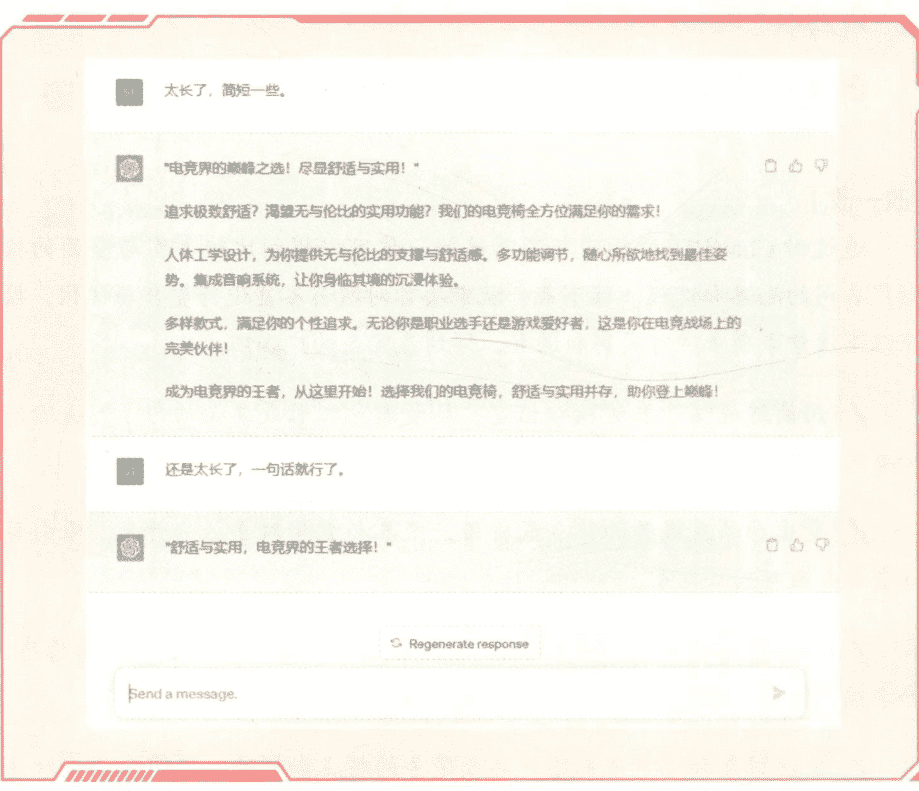 太长了，简短一些。
"电竞界的巅峰之选！尽显舒适与实用！"
追求极致舒适？渴望无与伦比的实用功能？我们的电竞椅全方位满足你的需求！
人体工学设计，为你提供无与伦比的支撑与舒适感。多功能调节，随心所欲地找到最佳姿
势。集成音响系统，让你身临其境的沉浸体验。
多样款式，满足你的个性追求。无论你是职业选手还是游戏爱好者，这是你在电竞战场上的
完美伙伴！
成为电竞界的王者，从这里开始！选择我们的电竞椅，舒适与实用并存，助你登上巅峰！
还是太长了，一句话就行了。
"舒适与实用，电竞界的王者选择！"
Regenerate response
Send a message.